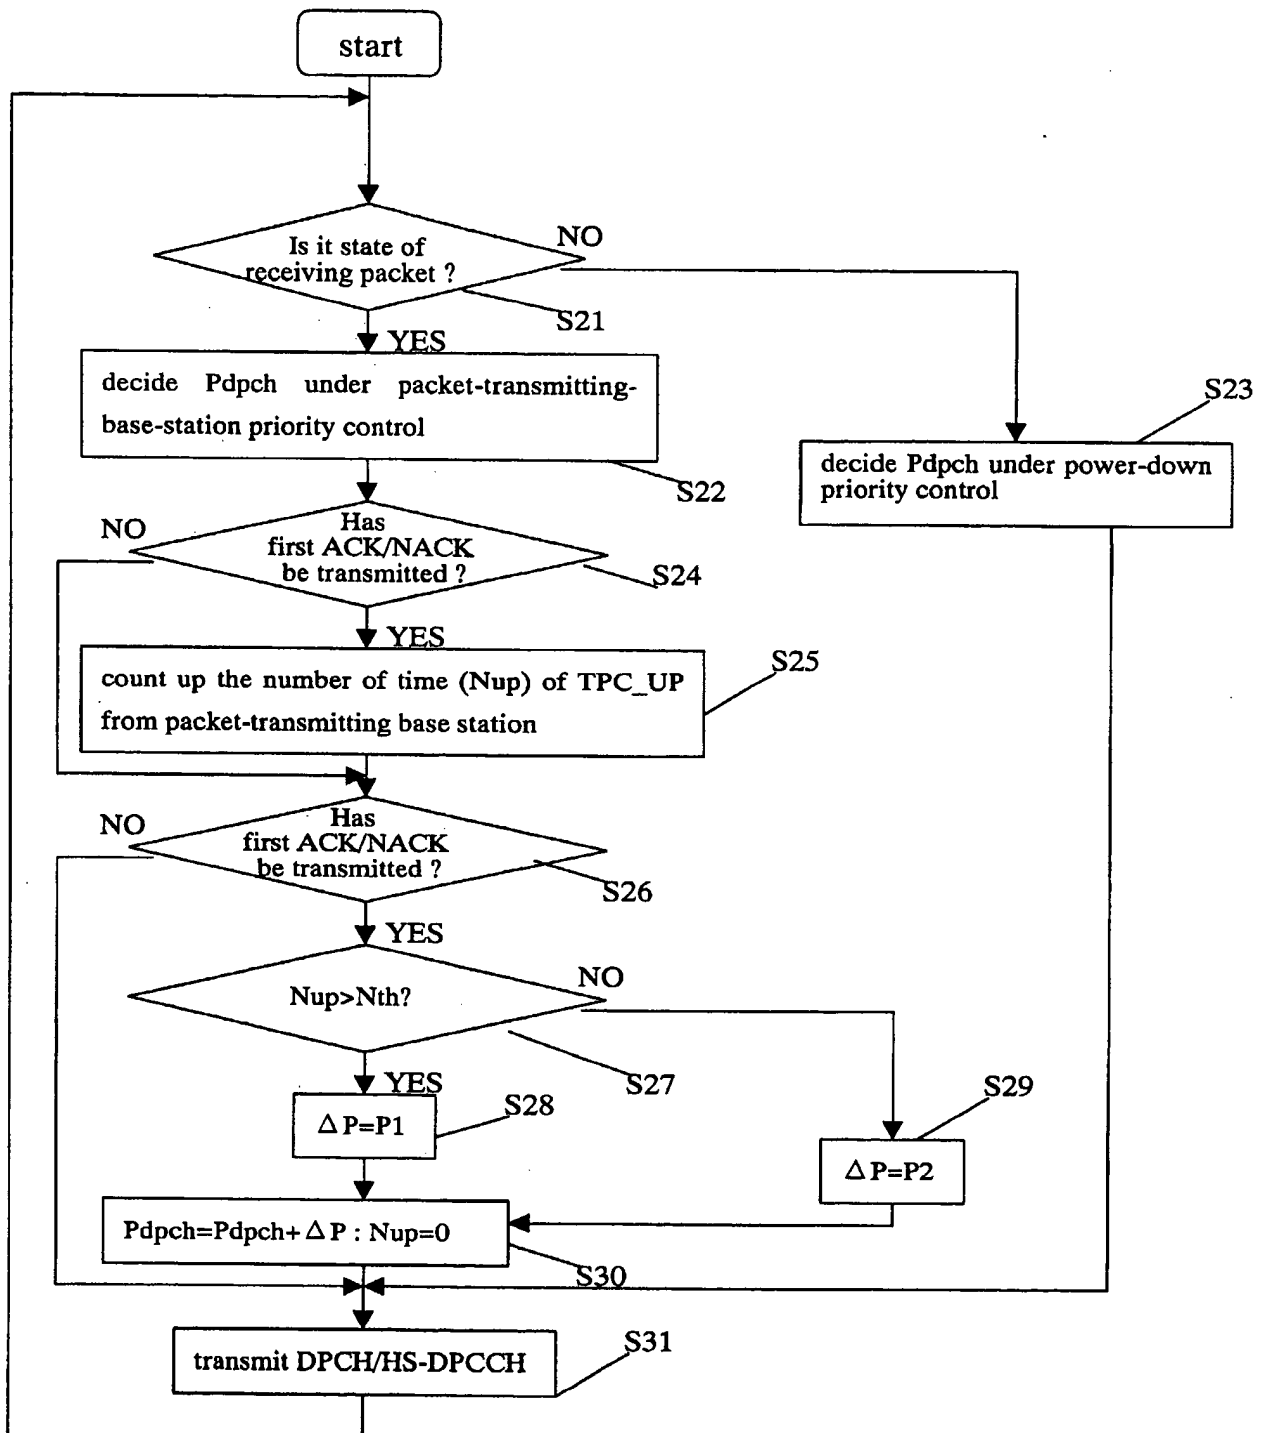 start
Is it state of
receiving packet ?
NO
S21
YES
decide Pdpch under packet-transmitting-
base-station priority control
S22
S23
decide Pdpch under power-down
priority control
NO
Has
first ACK/NACK
be transmitted ?
S24
YES
count up the number of time (Nup) of TPC_UP
from packet-transmitting base station
S25
NO
Has
first ACK/NACK
be transmitted ?
S26
YES
Nup>Nth?
NO
S27
YES
△P=P1
S28
S29
△P=P2
Pdpch=Pdpch+△P : Nup=0
S30
transmit DPCH/HS-DPCCH
S31